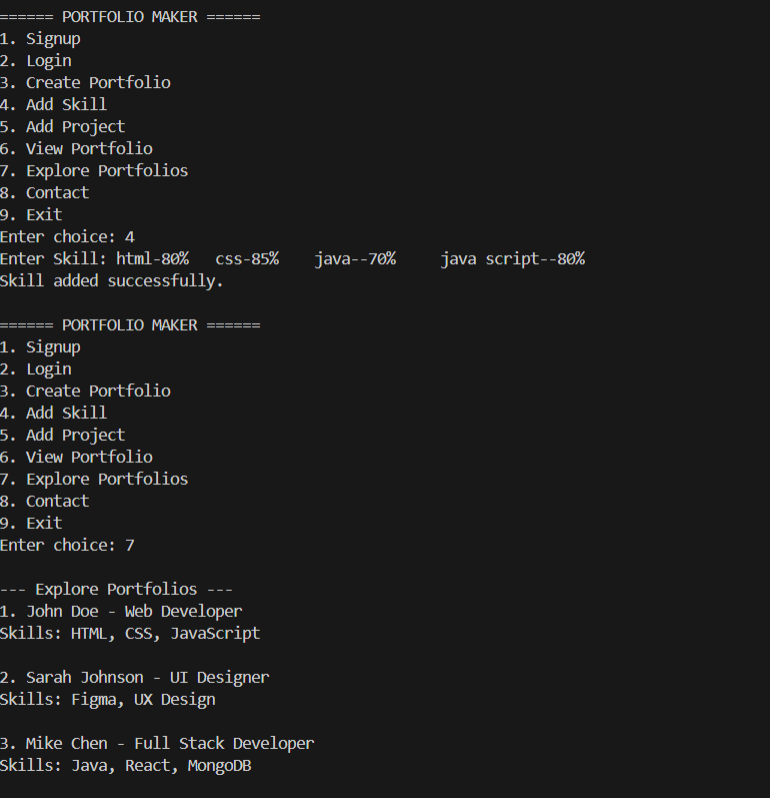 ====== PORTFOLIO MAKER ======
1. Signup
2. Login
3. Create Portfolio
4. Add Skill
5. Add Project
6. View Portfolio
7. Explore Portfolios
8. Contact
9. Exit
Enter choice: 4
Enter Skill: html-80%   css-85%    java--70%     java script--80%
Skill added successfully.

====== PORTFOLIO MAKER ======
1. Signup
2. Login
3. Create Portfolio
4. Add Skill
5. Add Project
6. View Portfolio
7. Explore Portfolios
8. Contact
9. Exit
Enter choice: 7

--- Explore Portfolios ---
1. John Doe - Web Developer
Skills: HTML, CSS, JavaScript

2. Sarah Johnson - UI Designer
Skills: Figma, UX Design

3. Mike Chen - Full Stack Developer
Skills: Java, React, MongoDB